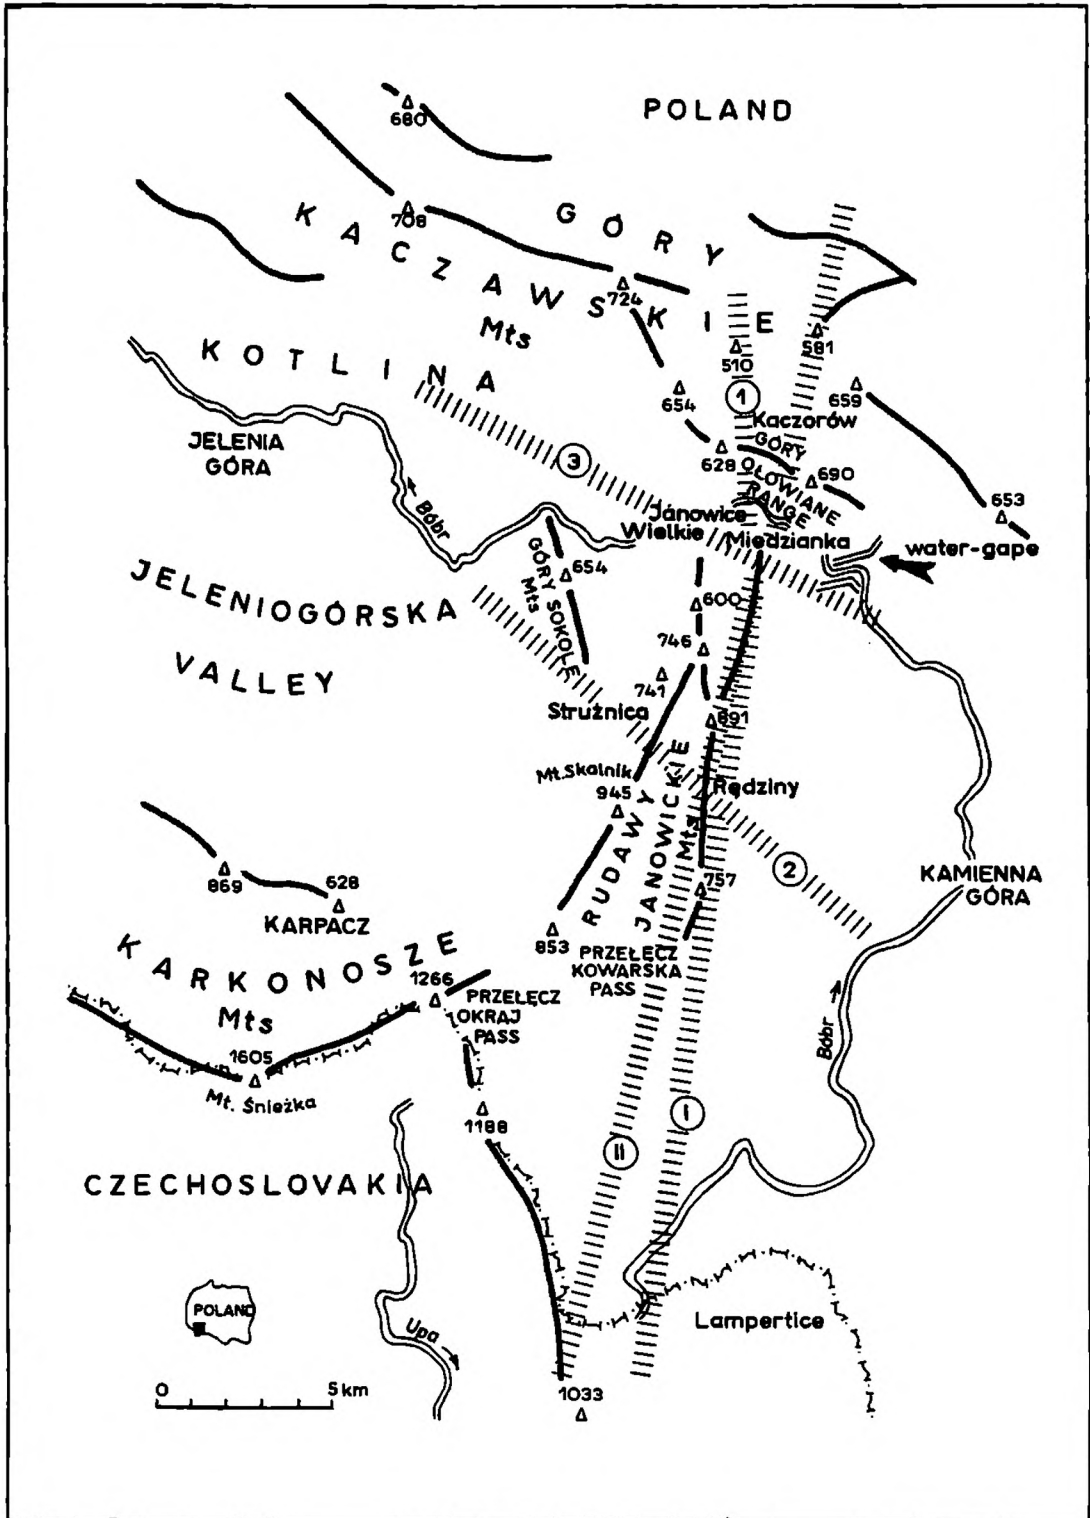 POLAND
680
708
GÓRY
KACZAWSKIE
Mts
724
510
581
KOTLINA
654
1
659
Kaczorów
JELENIA
GÓRA
3
628
GÓRY
OŁOWIANE
RANGE
690
653
Bóbr
Jánowice
Wielkie
Miedzianka
water-gape
GÓRY SOKOLE
Mts
654
JELENIOGÓRSKA
VALLEY
600
746
741
Strużnica
891
Mt. Skalnik
945
Rędziny
RUDAWY
JANOWICKIE
Mts
2
757
KAMIENNA
GÓRA
869
628
KARPACZ
853
PRZEŁĘCZ
KOWARSKA
PASS
KARKONOSZE
Mts
1266
PRZEŁĘCZ
OKRAJ
PASS
Bóbr
1605
Mt. Śnieżka
1188
I
II
CZECHOSLOVAKIA
POLAND
Upa
Lampertice
0
5 km
1033